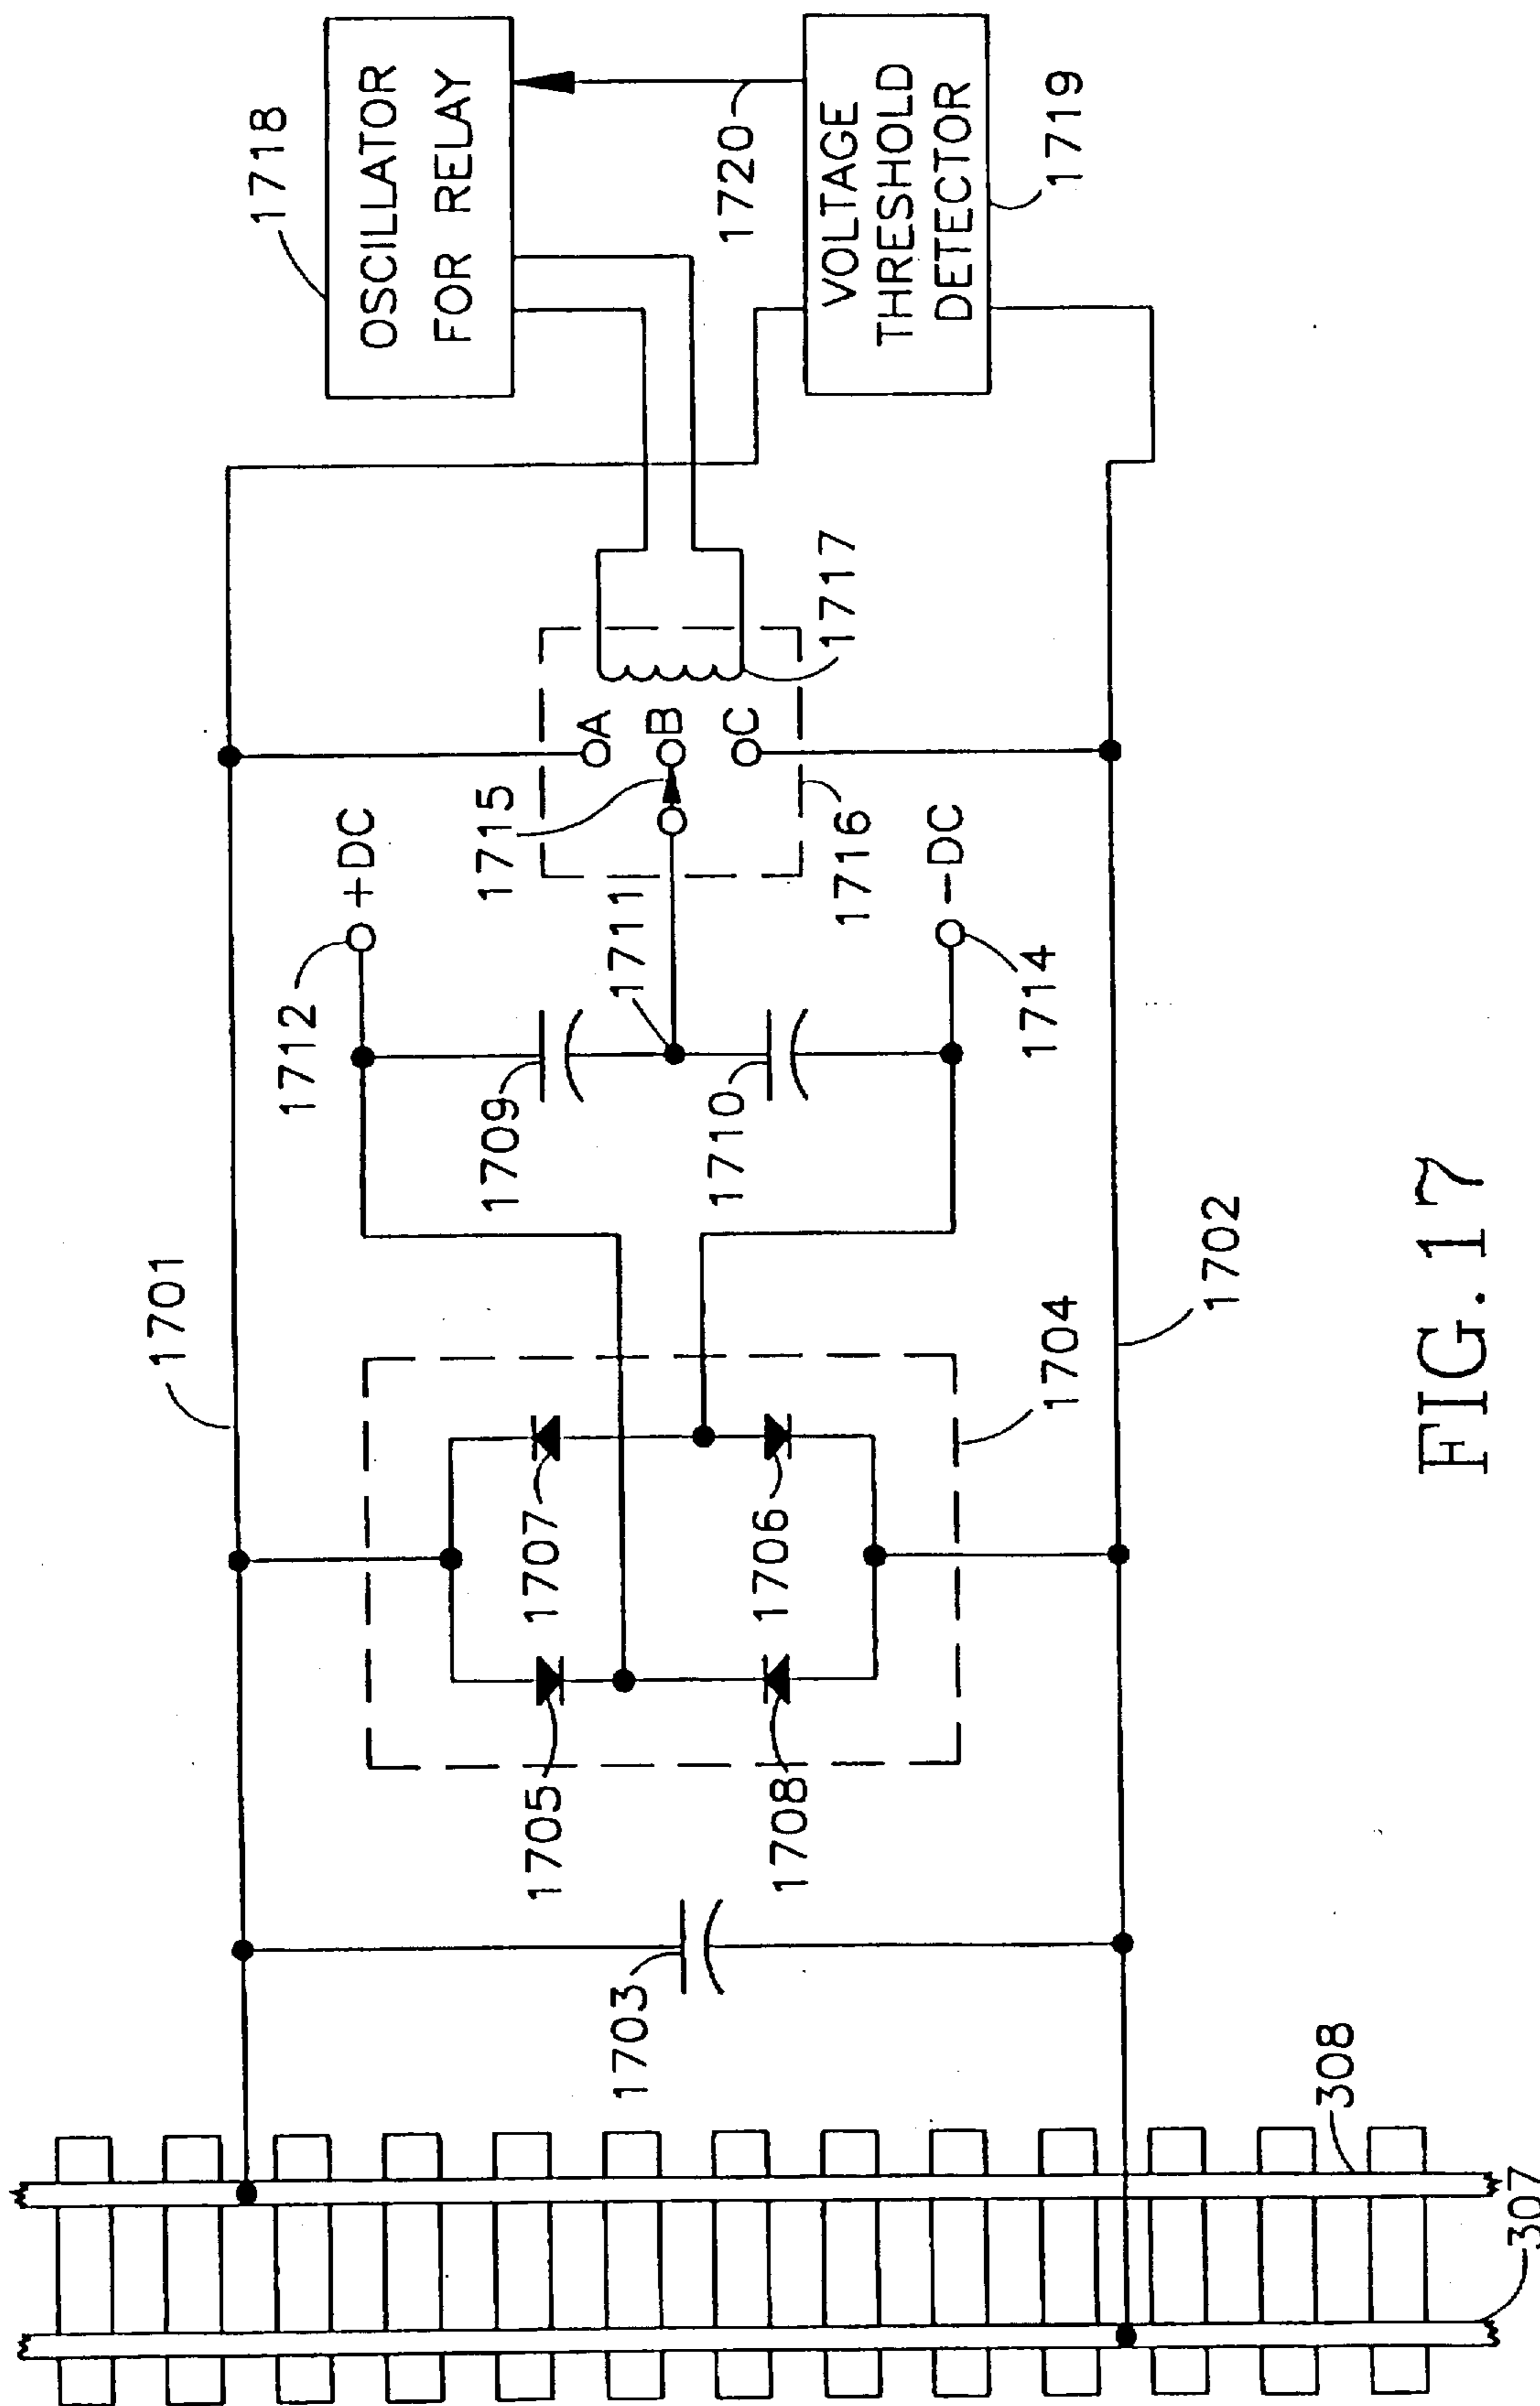 1718
OSCILLATOR
FOR RELAY
1720
VOLTAGE
THRESHOLD
DETECTOR
1719
1717
A
B
C
1715
1716
+DC
-DC
1711
1712
1714
1709
1710
1701
1702
1704
1707
1706
1705
1708
1703
308
307
FIG. 17